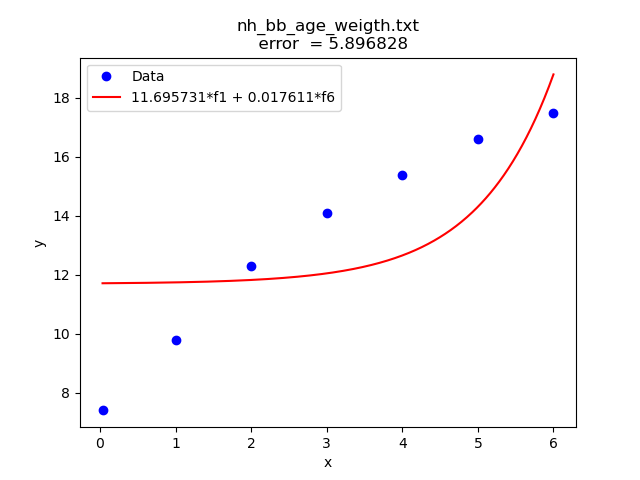 nh_bb_age_weigth.txt
error  = 5.896828
Data
11.695731*f1 + 0.017611*f6
18
16
14
12
10
8
y
0 1 2 3 4 5 6
x